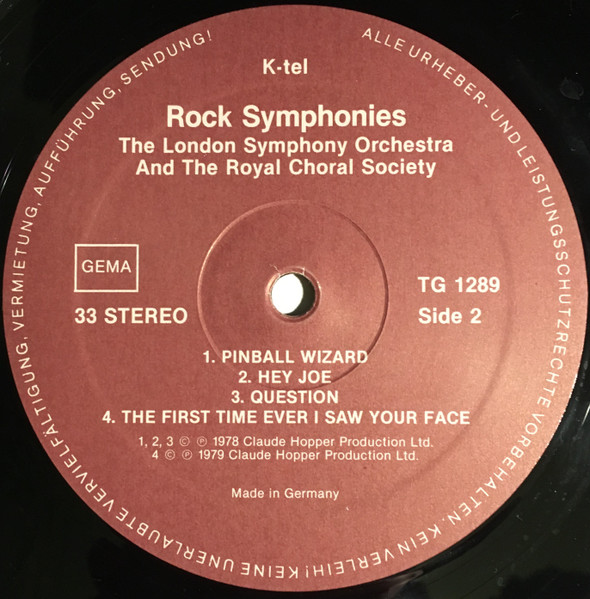 K-tel
Rock Symphonies
The London Symphony Orchestra
And The Royal Choral Society
GEMA
33 STEREO
TG 1289
Side 2
1. PINBALL WIZARD
2. HEY JOE
3. QUESTION
4. THE FIRST TIME EVER I SAW YOUR FACE
1, 2, 3 © ℗ 1978 Claude Hopper Production Ltd.
4 © ℗ 1979 Claude Hopper Production Ltd.
Made in Germany
ALLE URHEBER- UND LEISTUNGSSCHUTZRECHTE VORBEHALTEN. KEIN VERLEIH! KEINE UNERLAUBTE VERVIELFÄLTIGUNG, VERMIETUNG, AUFFÜHRUNG, SENDUNG!